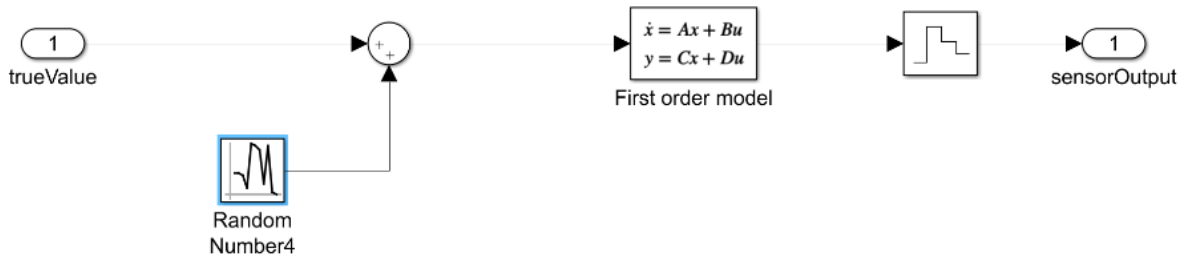 1
trueValue
+
+
ẋ = Ax + Bu
y = Cx + Du
First order model
1
sensorOutput
Random
Number4